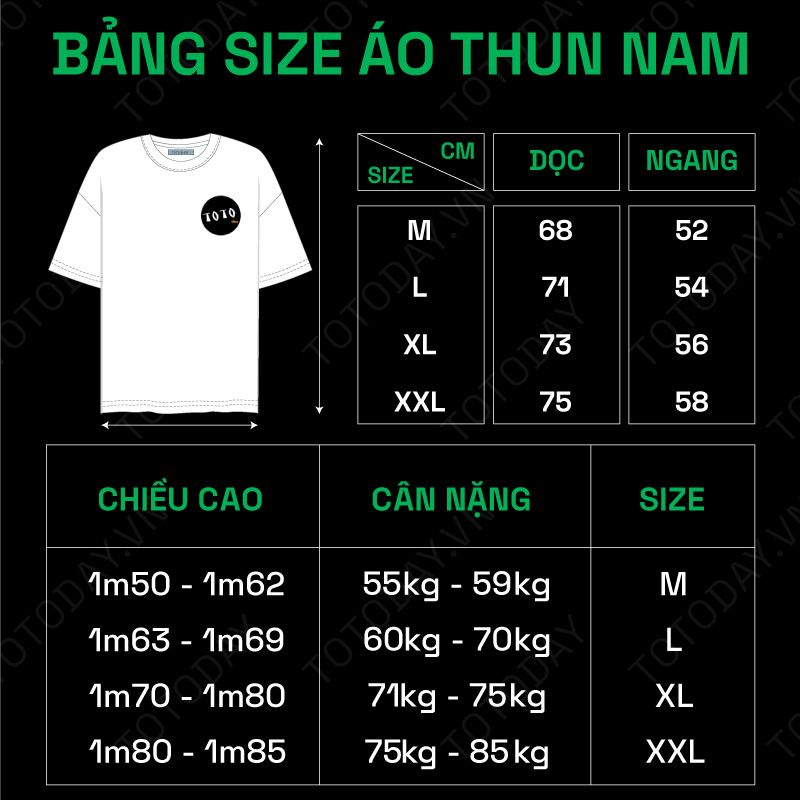 BẢNG SIZE ÁO THUN NAM
TOTODAY
TOTO
CM
SIZE
DỌC
NGANG
M 68 52
L 71 54
XL 73 56
XXL 75 58
CHIỀU CAO CÂN NẶNG SIZE
1m50 - 1m62 55kg - 59kg M
1m63 - 1m69 60kg - 70kg L
1m70 - 1m80 71kg - 75kg XL
1m80 - 1m85 75kg - 85kg XXL
TOTODAY.VN